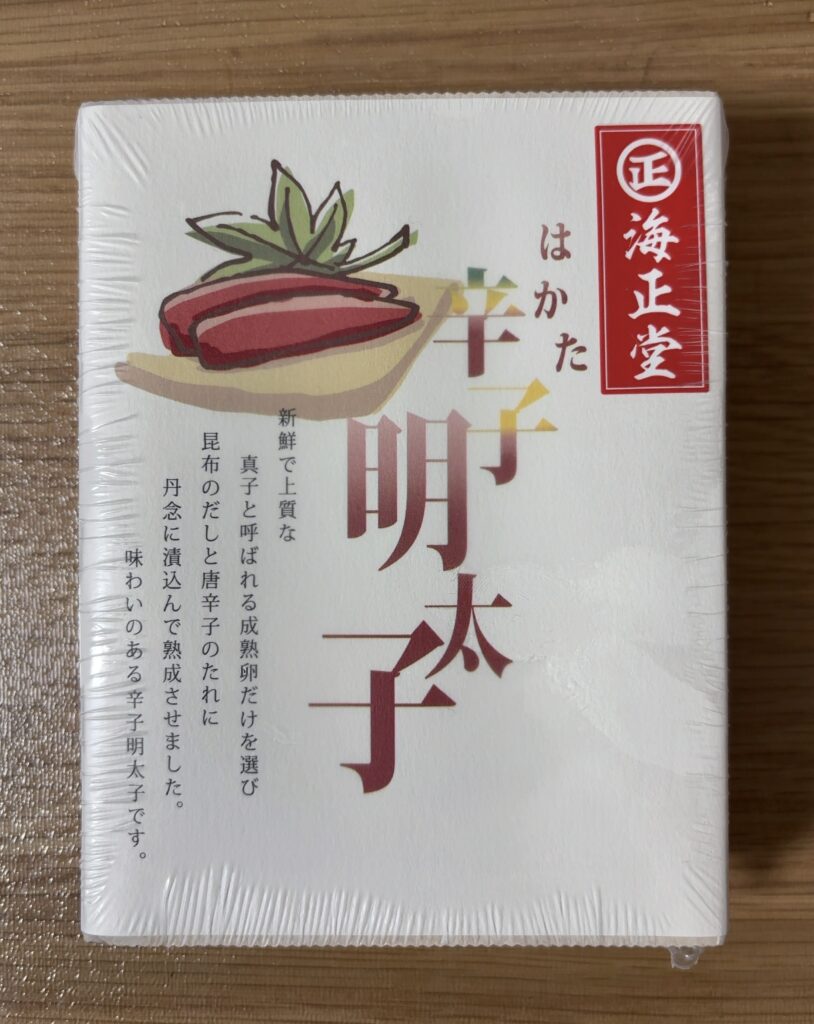 正
海正堂
はかた
辛子明太子
新鮮で上質な
真子と呼ばれる成熟卵だけを選び
昆布のだしと唐辛子のたれに
丹念に漬込んで熟成させました。
味わいのある辛子明太子です。